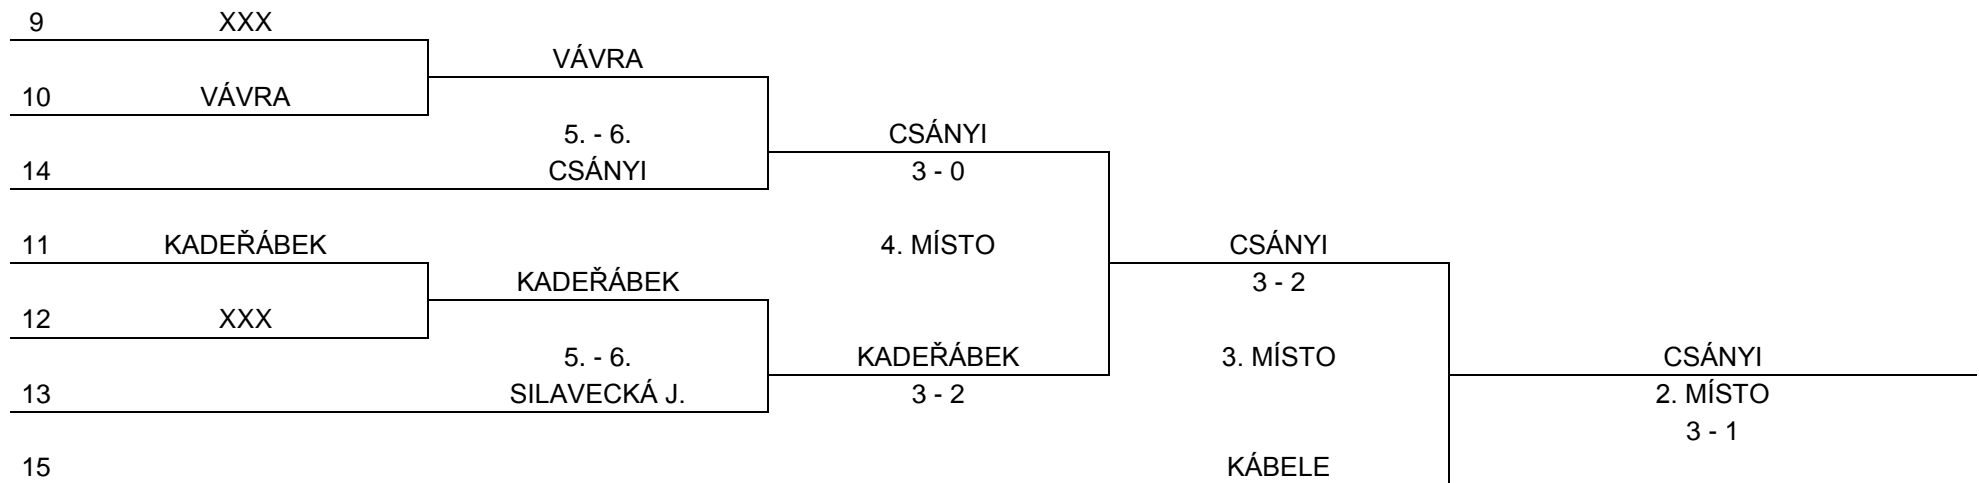 9 XXX
VÁVRA
10 VÁVRA
5. - 6. CSÁNYI
14 CSÁNYI 3 - 0
11 KADEŘÁBEK 4. MÍSTO CSÁNYI
KADEŘÁBEK 3 - 2
12 XXX
5. - 6. KADEŘÁBEK 3. MÍSTO CSÁNYI
13 SILAVECKÁ J. 3 - 2 2. MÍSTO
3 - 1
15 KÁBELE